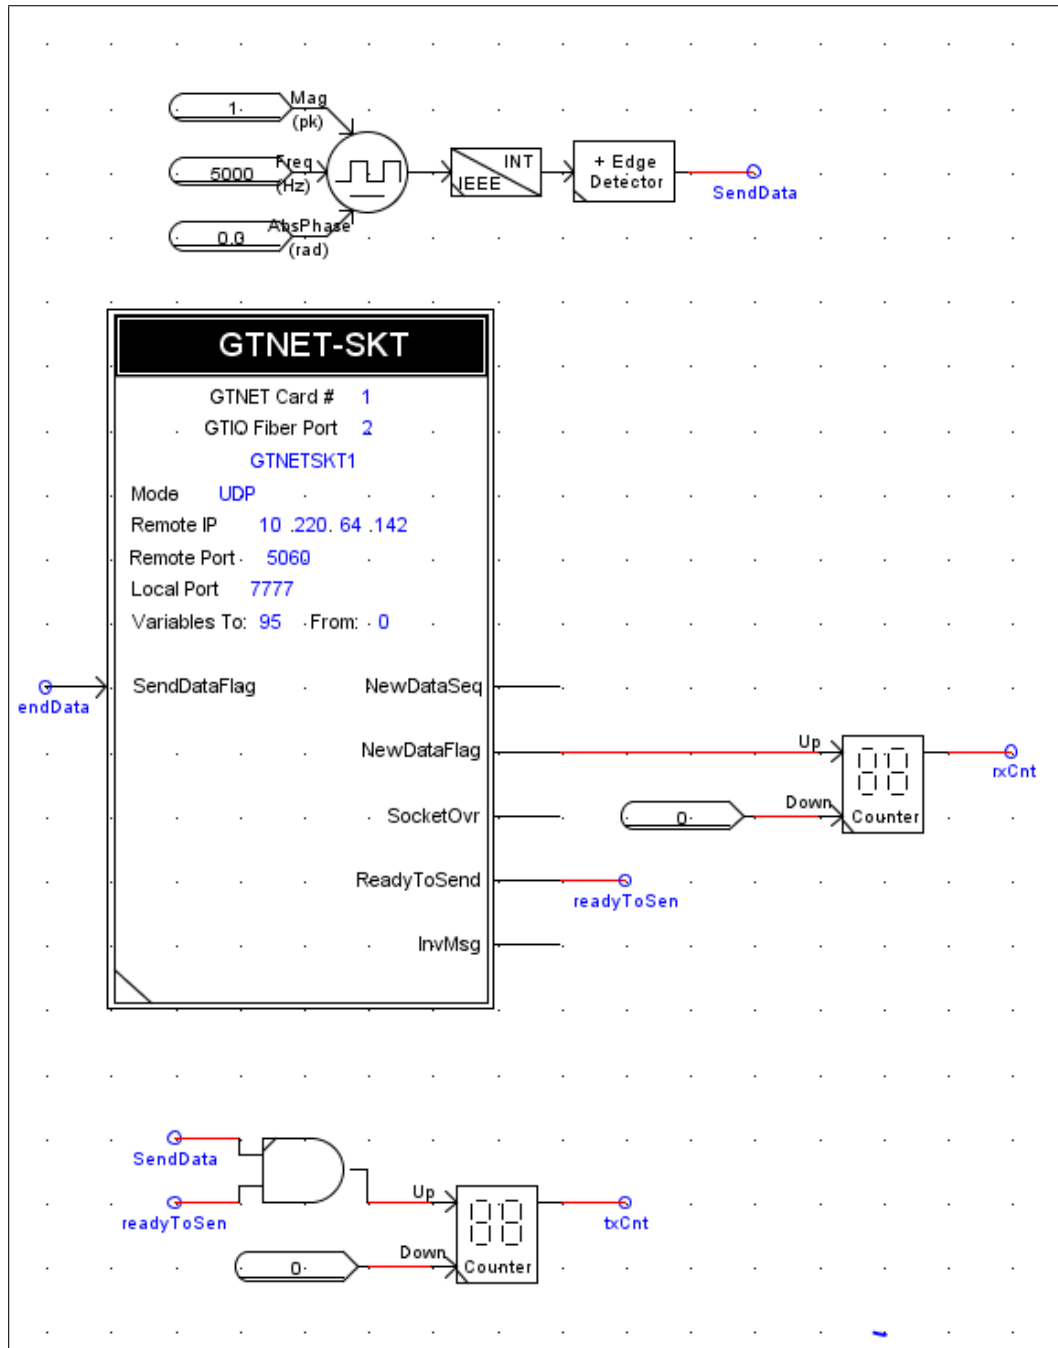 Mag
1
(pk)
Freq
5000
(Hz)
INT
IEEE
+ Edge
Detector
SendData
AbsPhase
0.0
(rad)
GTNET-SKT
GTNET Card # 1
GTIO Fiber Port 2
GTNETSKT1
Mode UDP
Remote IP 10 .220. 64 .142
Remote Port 5060
Local Port 7777
Variables To: 95 From: 0
SendDataFlag NewDataSeq
endData
NewDataFlag
Up
rxCnt
SocketOvr
0
Down
Counter
ReadyToSend
readyToSen
InvMsg
SendData
readyToSen
Up
txCnt
0
Down
Counter